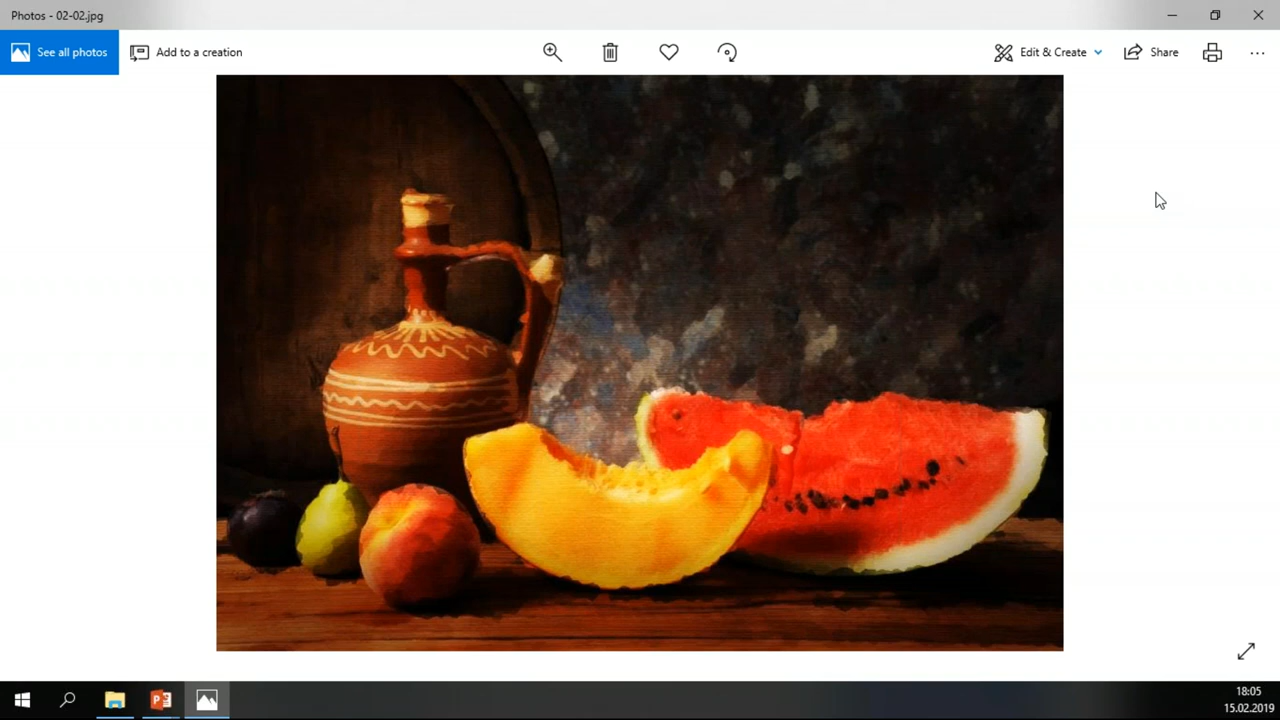 Photos - 02-02.jpg
See all photos
Add to a creation
Edit & Create
Share
18:05
15.02.2019